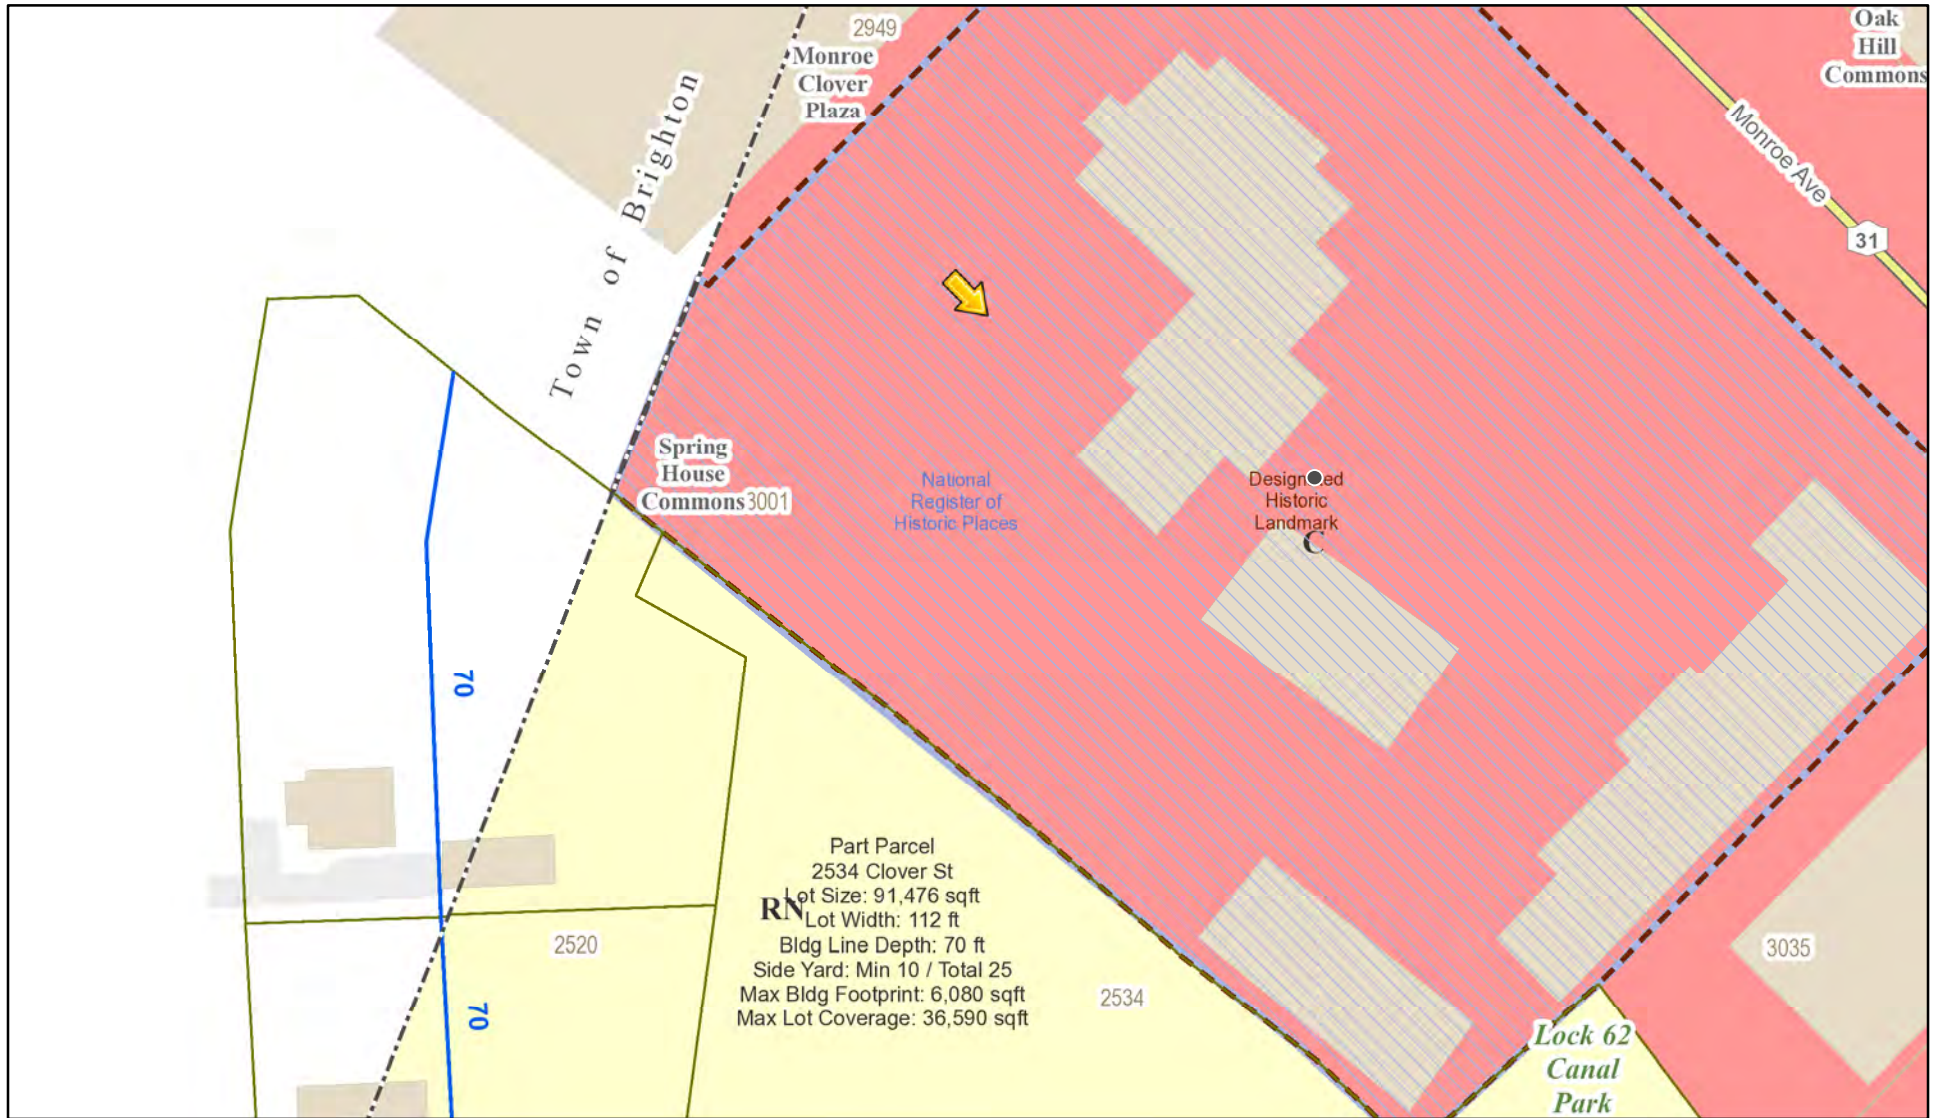 2949
Monroe
Clover
Plaza
Oak
Hill
Commons
Town of Brighton
Monroe Ave
31
Spring
House
Commons
3001
National
Register of
Historic Places
Designated
Historic
Landmark
C
70
Part Parcel
2534 Clover St
Lot Size: 91,476 sqft
RN
Lot Width: 112 ft
Bldg Line Depth: 70 ft
Side Yard: Min 10 / Total 25
Max Bldg Footprint: 6,080 sqft
Max Lot Coverage: 36,590 sqft
2520
70
2534
3035
Lock 62
Canal
Park